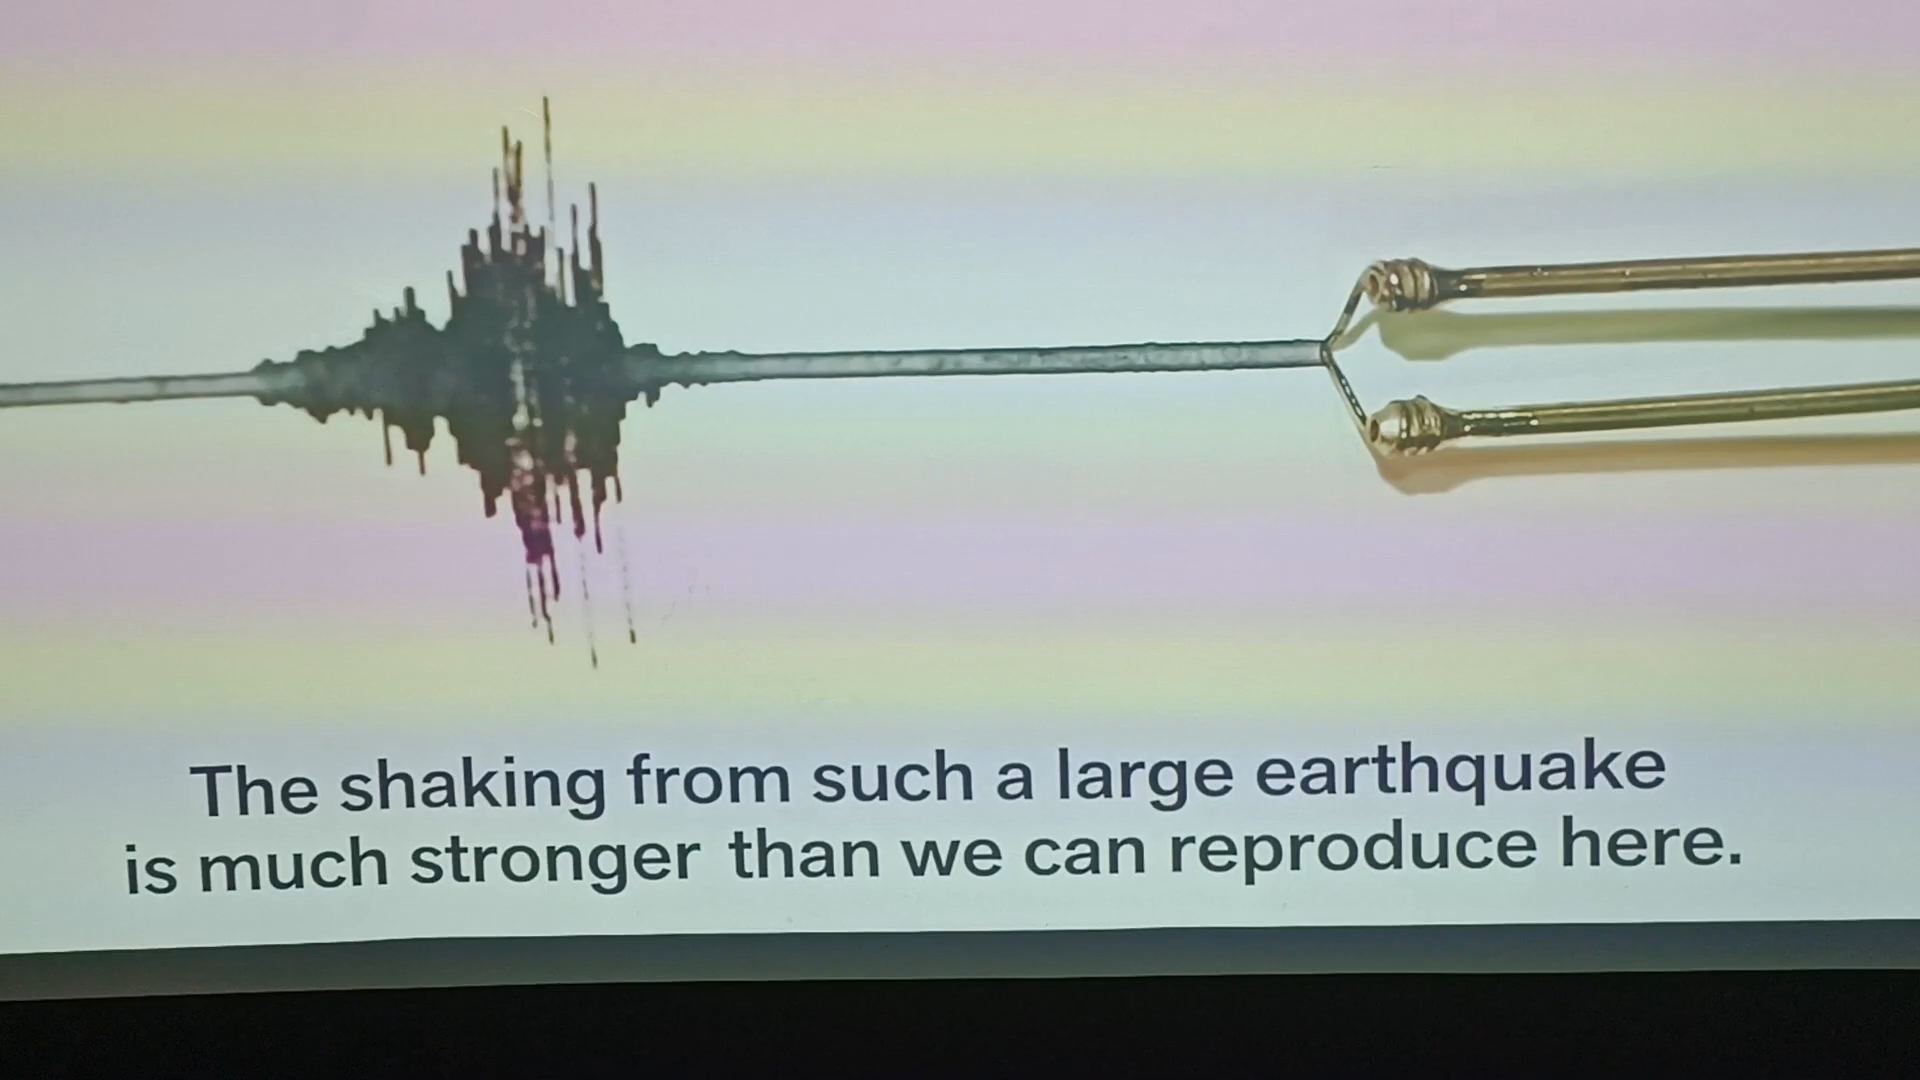 The shaking from such a large earthquake
is much stronger than we can reproduce here.